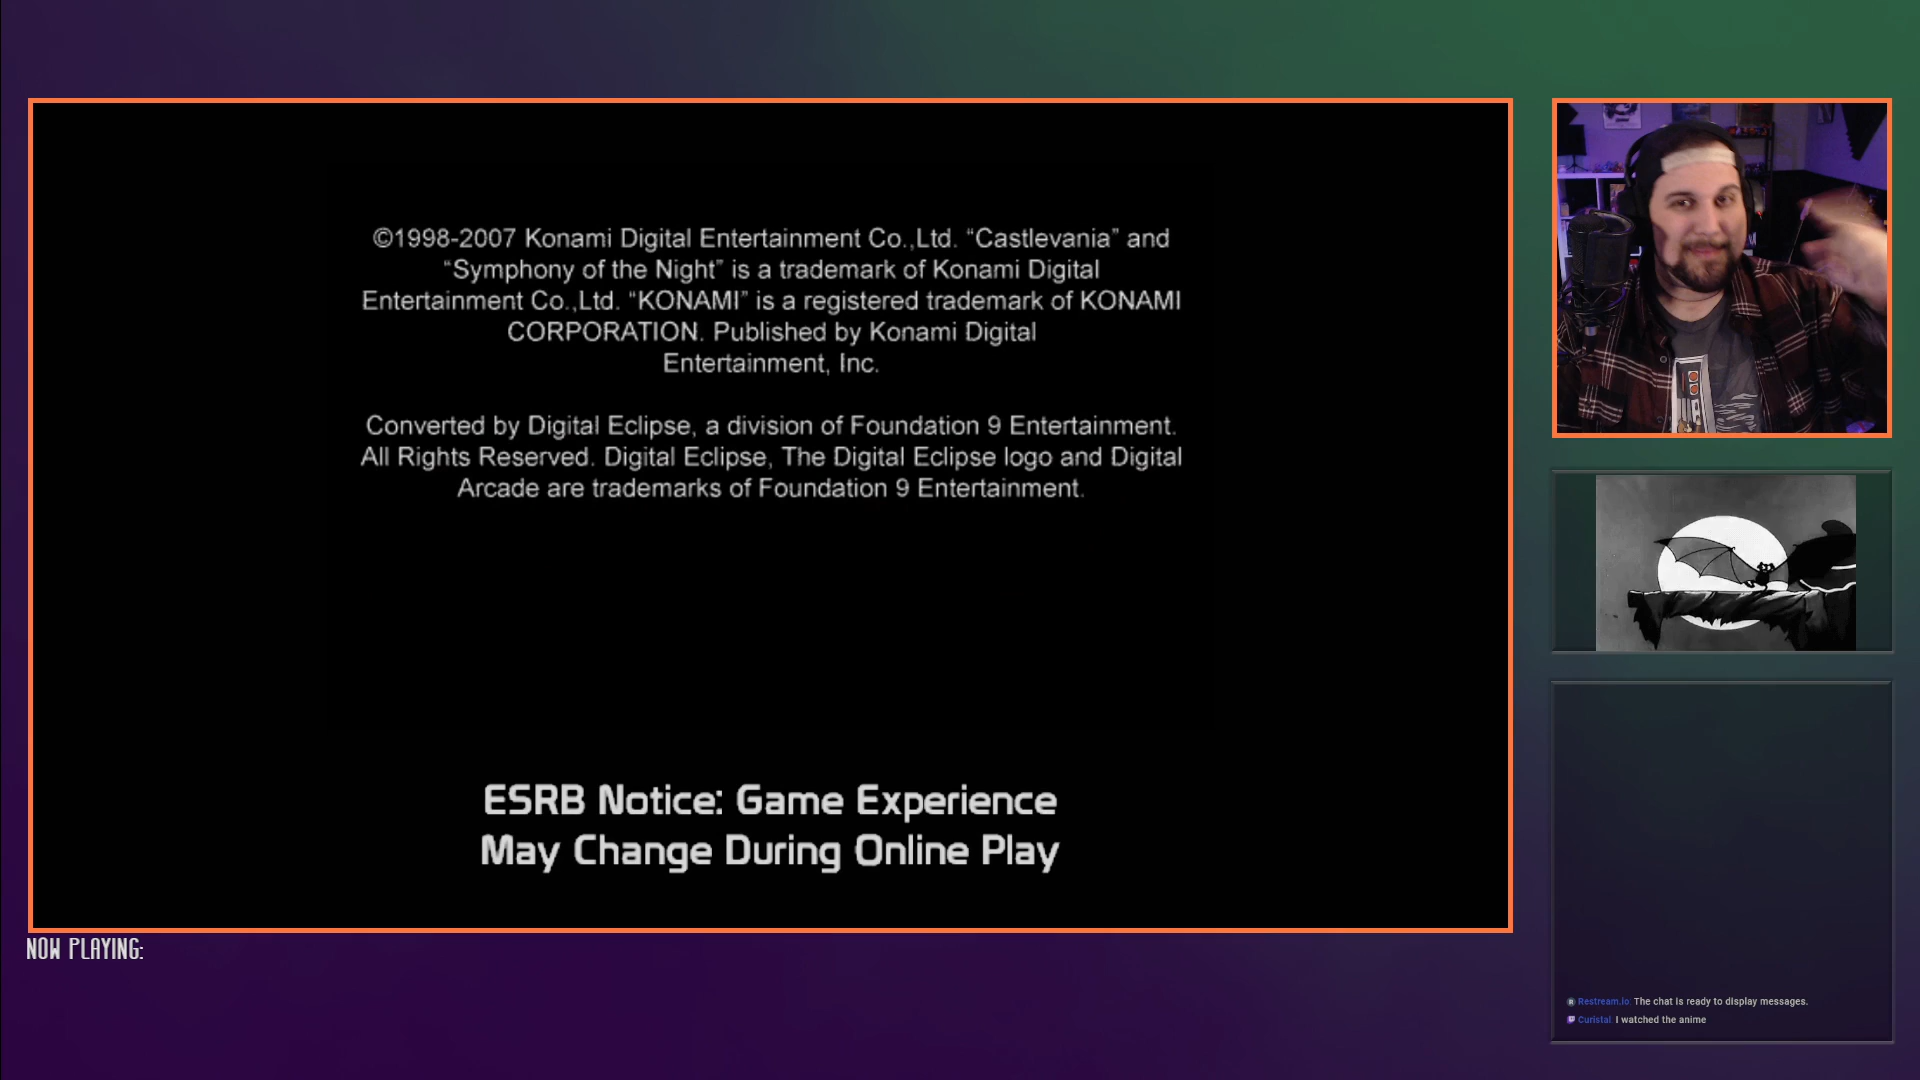 ©1998-2007 Konami Digital Entertainment Co.,Ltd. “Castlevania” and
“Symphony of the Night” is a trademark of Konami Digital
Entertainment Co.,Ltd. “KONAMI” is a registered trademark of KONAMI
CORPORATION. Published by Konami Digital
Entertainment, Inc.
Converted by Digital Eclipse, a division of Foundation 9 Entertainment.
All Rights Reserved. Digital Eclipse, The Digital Eclipse logo and Digital
Arcade are trademarks of Foundation 9 Entertainment.
ESRB Notice: Game Experience
May Change During Online Play
NOW PLAYING:
Restream.io The chat is ready to display messages.
Curistal I watched the anime